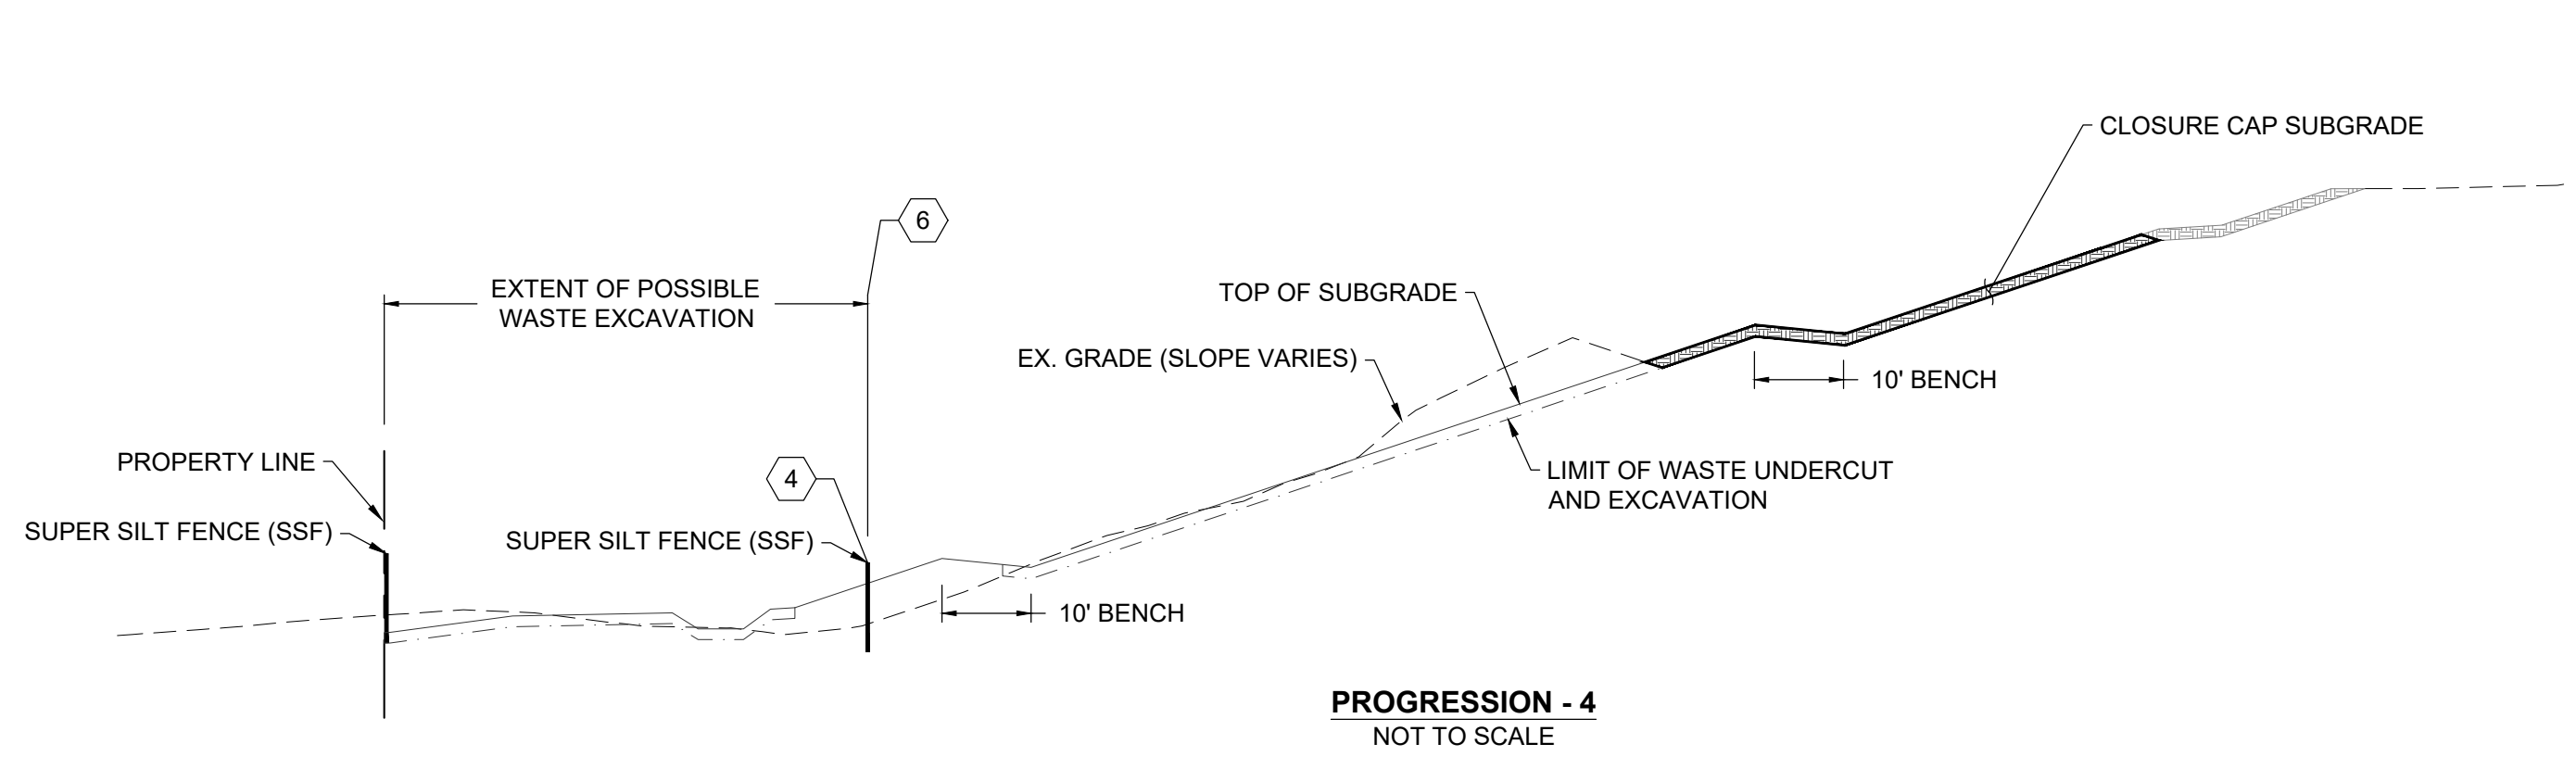 CLOSURE CAP SUBGRADE
6
EXTENT OF POSSIBLE
WASTE EXCAVATION
TOP OF SUBGRADE
EX. GRADE (SLOPE VARIES)
10' BENCH
PROPERTY LINE
4
LIMIT OF WASTE UNDERCUT
AND EXCAVATION
SUPER SILT FENCE (SSF)
SUPER SILT FENCE (SSF)
10' BENCH
PROGRESSION - 4
NOT TO SCALE